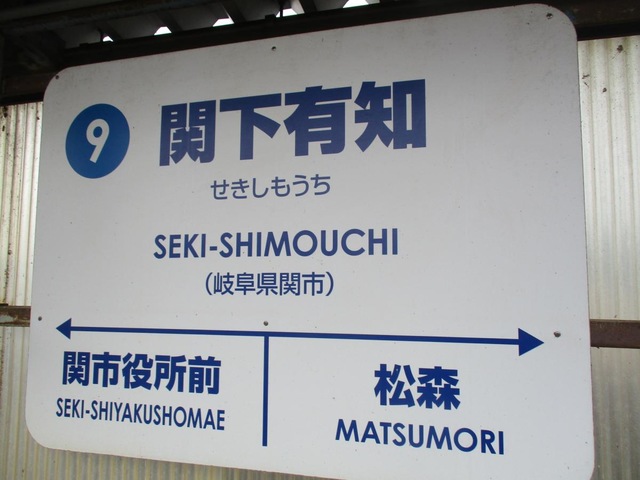 9 関下有知
せきしもうち
SEKI-SHIMOUCHI
(岐阜県関市)
関市役所前
SEKI-SHIYAKUSHOMAE
松森
MATSUMORI